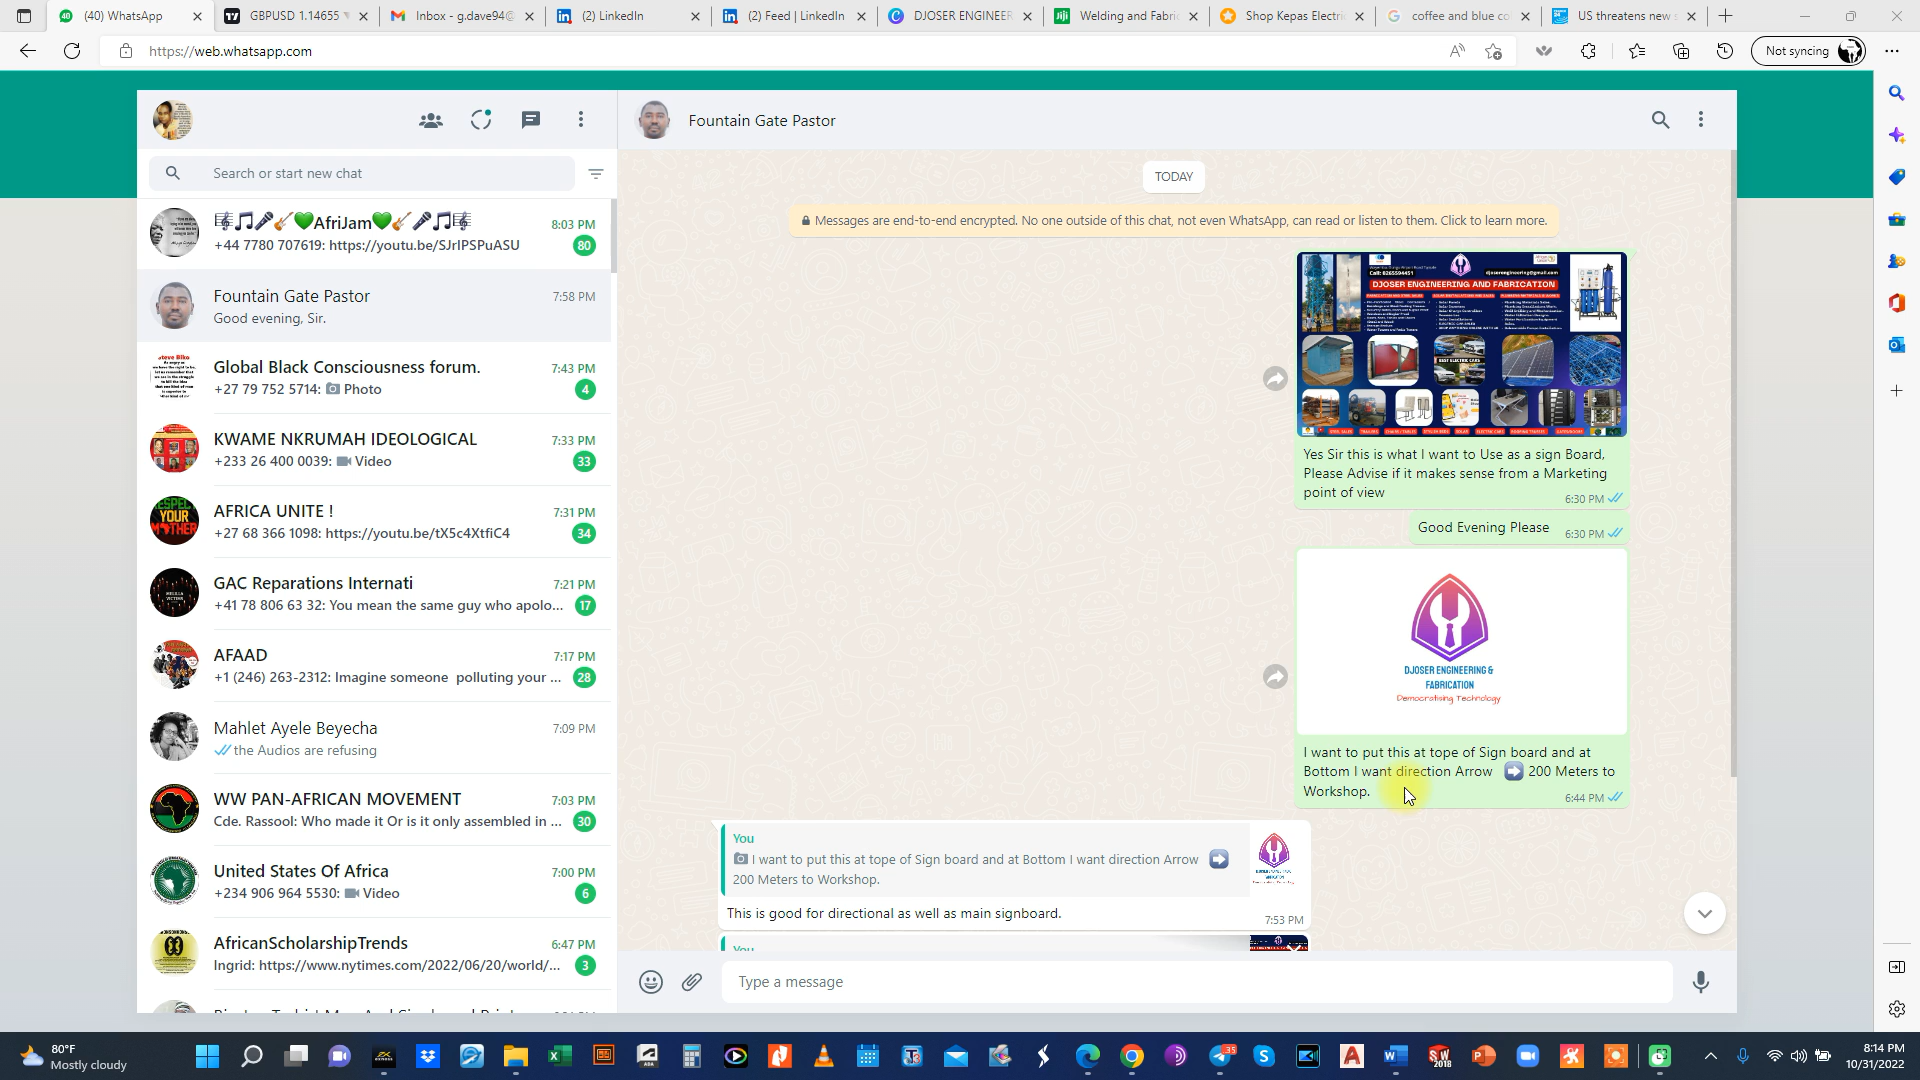 (40) WhatsApp
GBPUSD 1.14655
Inbox - g.dave94@
(2) LinkedIn
(2) Feed | LinkedIn
DJOSER ENGINEER
Welding and Fabric
Shop Kepas Electri
coffee and blue co
US threatens new s
https://web.whatsapp.com
Not syncing
Fountain Gate Pastor
Search or start new chat
TODAY
Messages are end-to-end encrypted. No one outside of this chat, not even WhatsApp, can read or listen to them. Click to learn more.
AfriJam
8:03 PM
+44 7780 707619: https://youtu.be/SJrIPSPuASU
80
Fountain Gate Pastor
7:58 PM
Good evening, Sir.
Global Black Consciousness forum.
7:43 PM
+27 79 752 5714: Photo
4
KWAME NKRUMAH IDEOLOGICAL
7:33 PM
+233 26 400 0039: Video
33
AFRICA UNITE !
7:31 PM
+27 68 366 1098: https://youtu.be/tX5c4XtfiC4
34
RESPECT YOUR MOTHER
GAC Reparations Internati
7:21 PM
+41 78 806 63 32: You mean the same guy who apolo...
17
AFAAD
7:17 PM
+1 (246) 263-2312: Imagine someone polluting your ...
28
Mahlet Ayele Beyecha
7:09 PM
the Audios are refusing
WW PAN-AFRICAN MOVEMENT
7:03 PM
Cde. Rassool: Who made it Or is it only assembled in ...
30
United States Of Africa
7:00 PM
+234 906 964 5530: Video
6
AfricanScholarshipTrends
6:47 PM
Ingrid: https://www.nytimes.com/2022/06/20/world/...
3
Call: 0265594451
djoserengineering@gmail.com
DJOSER ENGINEERING AND FABRICATION
BEST ELECTRIC CARS
Yes Sir this is what I want to Use as a sign Board,
Please Advise if it makes sense from a Marketing
point of view
6:30 PM
Good Evening Please
6:30 PM
DJOSER ENGINEERING &
FABRICATION
Democratising Technology
I want to put this at tope of Sign board and at
Bottom I want direction Arrow ➡ 200 Meters to
Workshop.
6:44 PM
You
I want to put this at tope of Sign board and at Bottom I want direction Arrow ➡
200 Meters to Workshop.
This is good for directional as well as main signboard.
7:53 PM
You
Type a message
80°F
Mostly cloudy
35
SW
2018
8:14 PM
10/31/2022